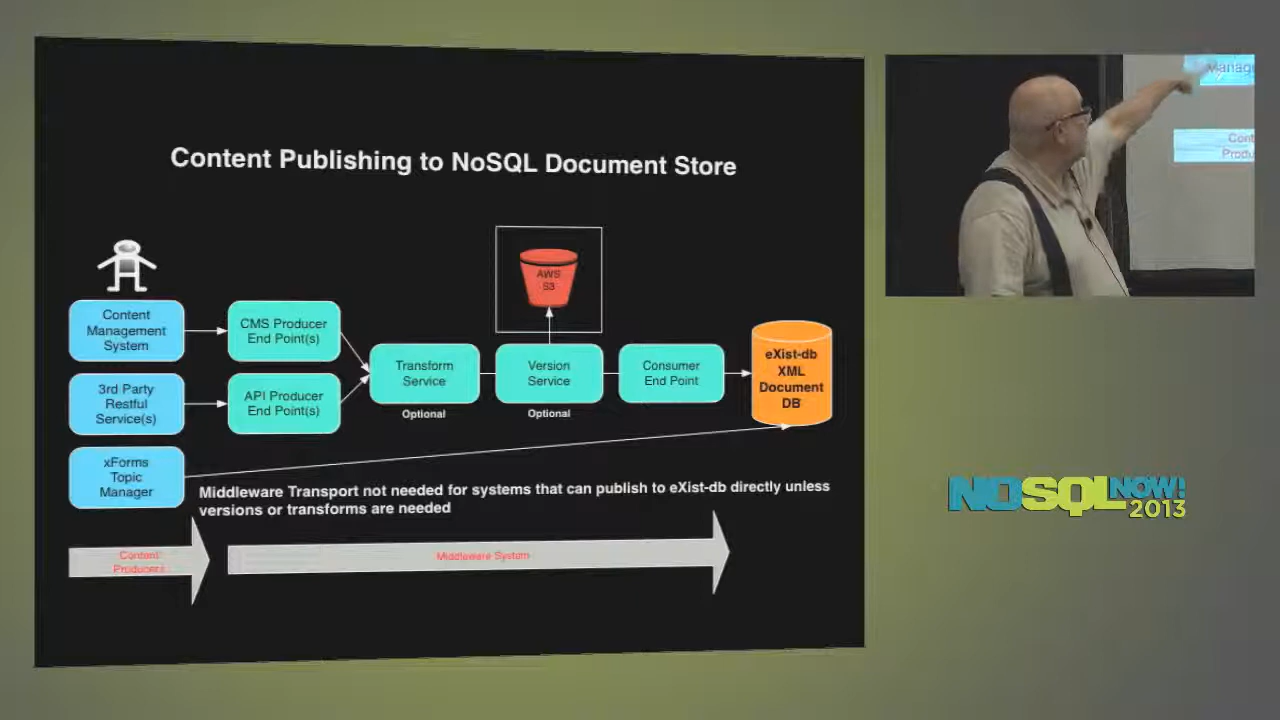 Content Publishing to NoSQL Document Store
AWS
S3
Content
Management
System
CMS Producer
End Point(s)
3rd Party
Restful
Service(s)
API Producer
End Point(s)
Transform
Service
Optional
Version
Service
Optional
Consumer
End Point
eXist-db
XML
Document
DB
xForms
Topic
Manager
Middleware Transport not needed for systems that can publish to eXist-db directly unless
versions or transforms are needed
Content
Producers
Middleware System
Manag
Cont
Produ
NOSQL NOW!
2013